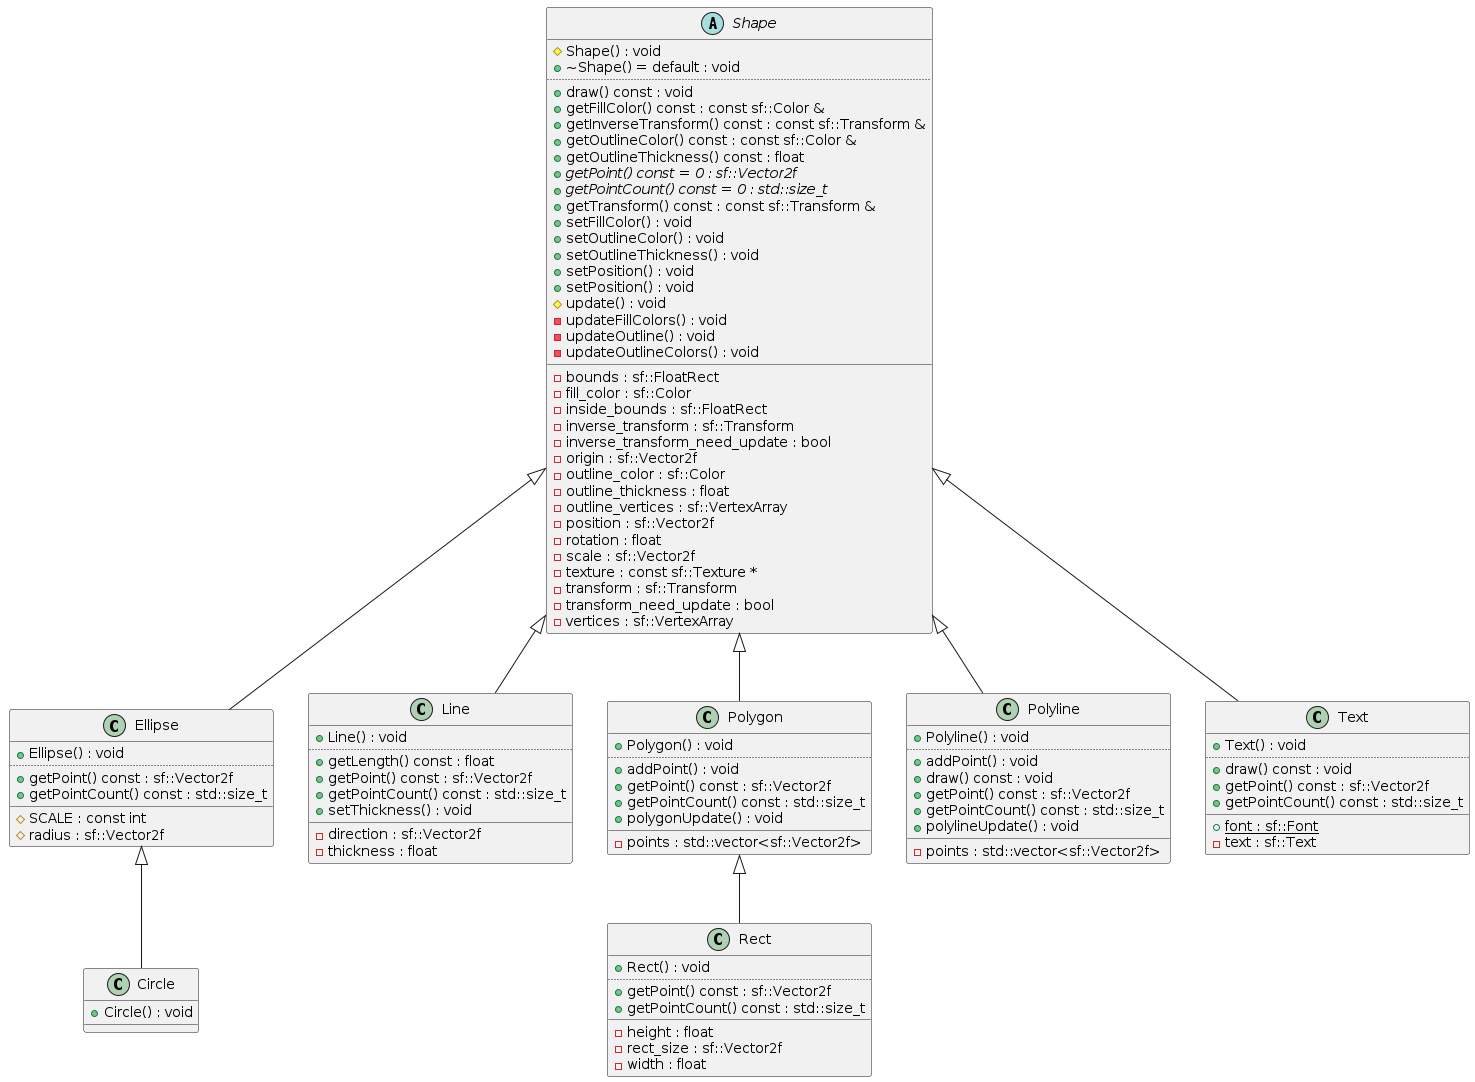 A Shape
Shape() : void
~Shape() = default : void
draw() const : void
getFillColor() const : const sf::Color &
getInverseTransform() const : const sf::Transform &
getOutlineColor() const : const sf::Color &
getOutlineThickness() const : float
getPoint() const = 0 : sf::Vector2f
getPointCount() const = 0 : std::size_t
getTransform() const : const sf::Transform &
setFillColor() : void
setOutlineColor() : void
setOutlineThickness() : void
setPosition() : void
setPosition() : void
update() : void
updateFillColors() : void
updateOutline() : void
updateOutlineColors() : void
bounds : sf::FloatRect
fill_color : sf::Color
inside_bounds : sf::FloatRect
inverse_transform : sf::Transform
inverse_transform_need_update : bool
origin : sf::Vector2f
outline_color : sf::Color
outline_thickness : float
outline_vertices : sf::VertexArray
position : sf::Vector2f
rotation : float
scale : sf::Vector2f
texture : const sf::Texture *
transform : sf::Transform
transform_need_update : bool
vertices : sf::VertexArray
C Ellipse
Ellipse() : void
getPoint() const : sf::Vector2f
getPointCount() const : std::size_t
SCALE : const int
radius : sf::Vector2f
C Line
Line() : void
getLength() const : float
getPoint() const : sf::Vector2f
getPointCount() const : std::size_t
setThickness() : void
direction : sf::Vector2f
thickness : float
C Polygon
Polygon() : void
addPoint() : void
getPoint() const : sf::Vector2f
getPointCount() const : std::size_t
polygonUpdate() : void
points : std::vector<sf::Vector2f>
C Polyline
Polyline() : void
addPoint() : void
draw() const : void
getPoint() const : sf::Vector2f
getPointCount() const : std::size_t
polylineUpdate() : void
points : std::vector<sf::Vector2f>
C Text
Text() : void
draw() const : void
getPoint() const : sf::Vector2f
getPointCount() const : std::size_t
font : sf::Font
text : sf::Text
C Circle
Circle() : void
C Rect
Rect() : void
getPoint() const : sf::Vector2f
getPointCount() const : std::size_t
height : float
rect_size : sf::Vector2f
width : float